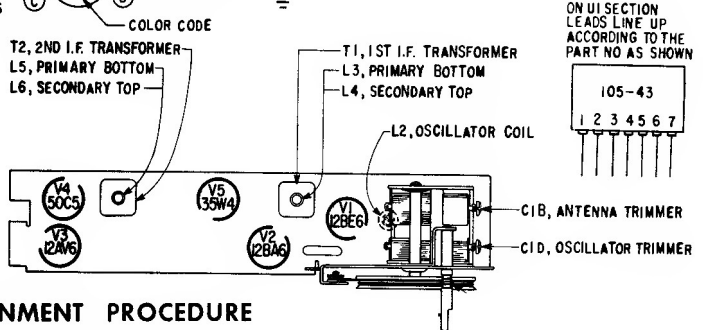 COLOR CODE
T2, 2ND I.F. TRANSFORMER
L5, PRIMARY BOTTOM
L6, SECONDARY TOP
T1, 1ST I.F. TRANSFORMER
L3, PRIMARY BOTTOM
L4, SECONDARY TOP
L2, OSCILLATOR COIL
ON U1 SECTION
LEADS LINE UP
ACCORDING TO THE
PART NO AS SHOWN
105-43
1 2 3 4 5 6 7
V4
50C5
V5
35W4
V1
12BE6
V3
12AV6
V2
12BA6
C1B, ANTENNA TRIMMER
C1D, OSCILLATOR TRIMMER
NMENT PROCEDURE